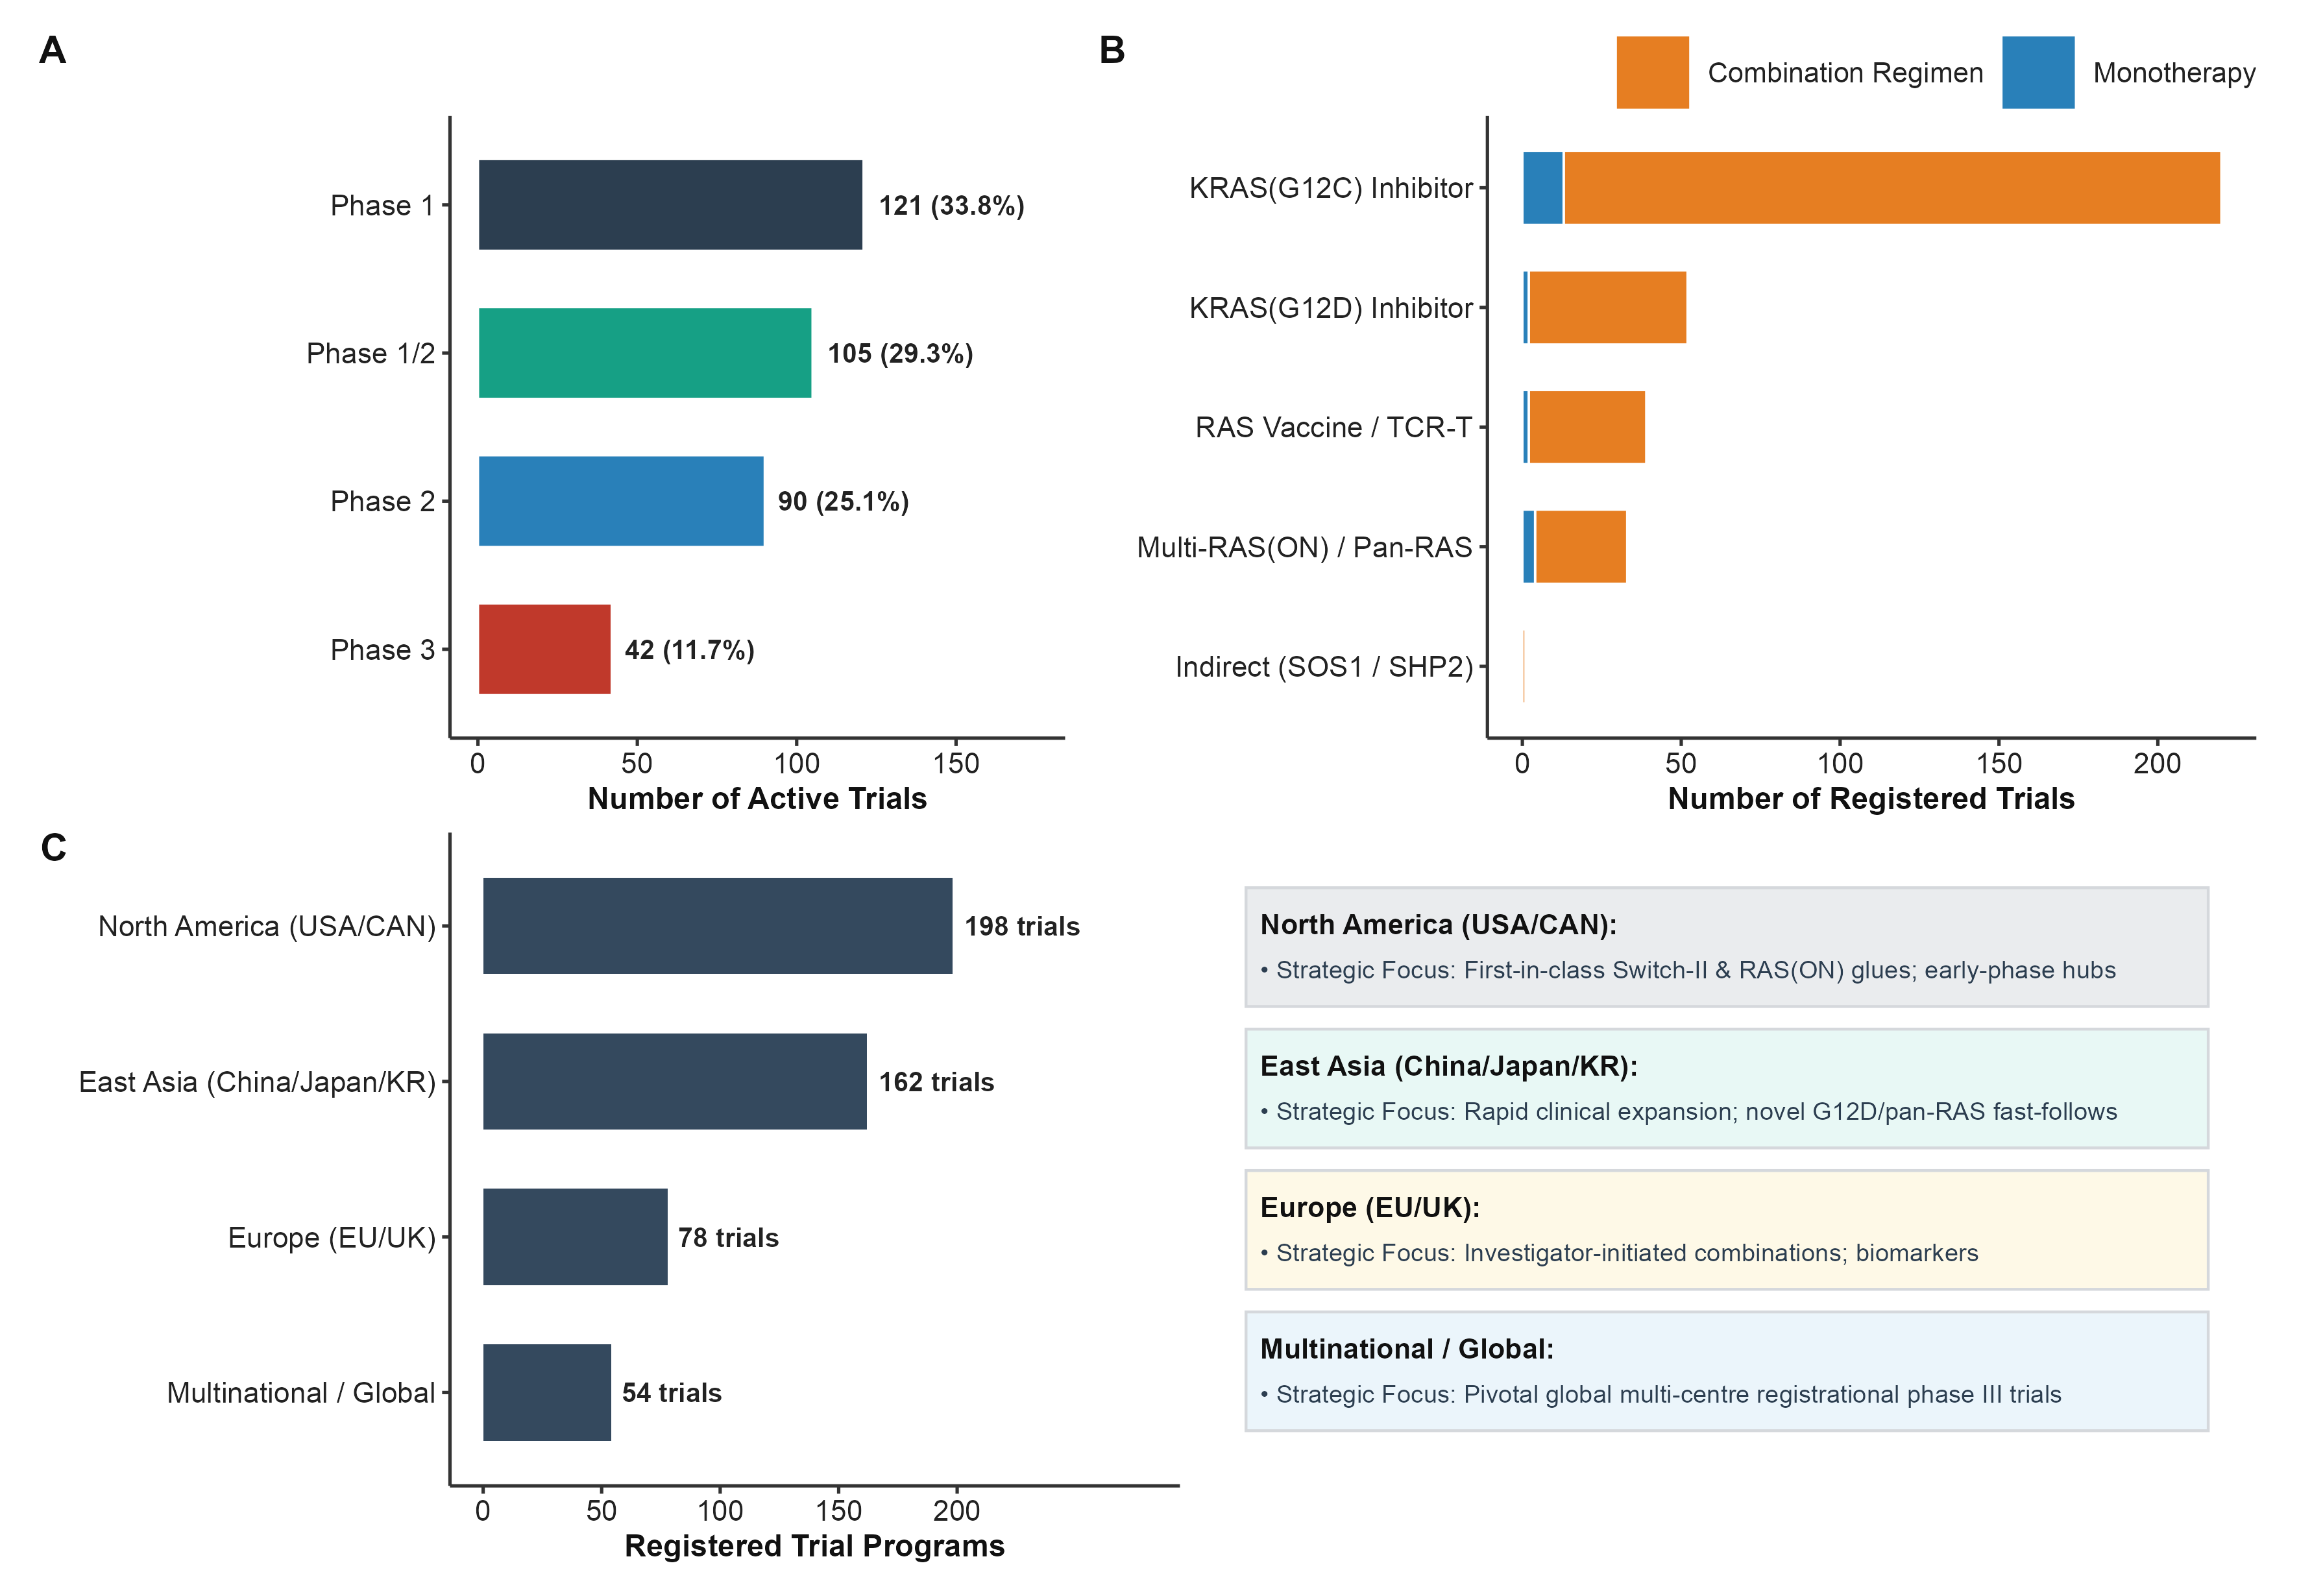 A
Phase 1
121 (33.8%)
Phase 1/2
105 (29.3%)
Phase 2
90 (25.1%)
Phase 3
42 (11.7%)
0 50 100 150
Number of Active Trials
B
Combination Regimen
Monotherapy
KRAS(G12C) Inhibitor
KRAS(G12D) Inhibitor
RAS Vaccine / TCR-T
Multi-RAS(ON) / Pan-RAS
Indirect (SOS1 / SHP2)
0 50 100 150 200
Number of Registered Trials
C
North America (USA/CAN)
198 trials
East Asia (China/Japan/KR)
162 trials
Europe (EU/UK)
78 trials
Multinational / Global
54 trials
0 50 100 150 200
Registered Trial Programs
North America (USA/CAN):
• Strategic Focus: First-in-class Switch-II & RAS(ON) glues; early-phase hubs
East Asia (China/Japan/KR):
• Strategic Focus: Rapid clinical expansion; novel G12D/pan-RAS fast-follows
Europe (EU/UK):
• Strategic Focus: Investigator-initiated combinations; biomarkers
Multinational / Global:
• Strategic Focus: Pivotal global multi-centre registrational phase III trials